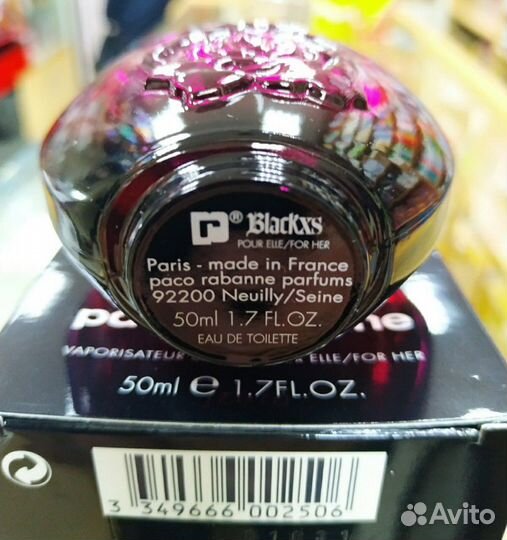 ® Blackxs
POUR ELLE/FOR HER
Paris - made in France
paco rabanne parfums
92200 Neuilly/Seine
50ml 1.7 FL.OZ.
EAU DE TOILETTE
VAPORISATEUR ELLE/FOR HER
50ml e 1.7FL.OZ.
3 349666 002506
Avito